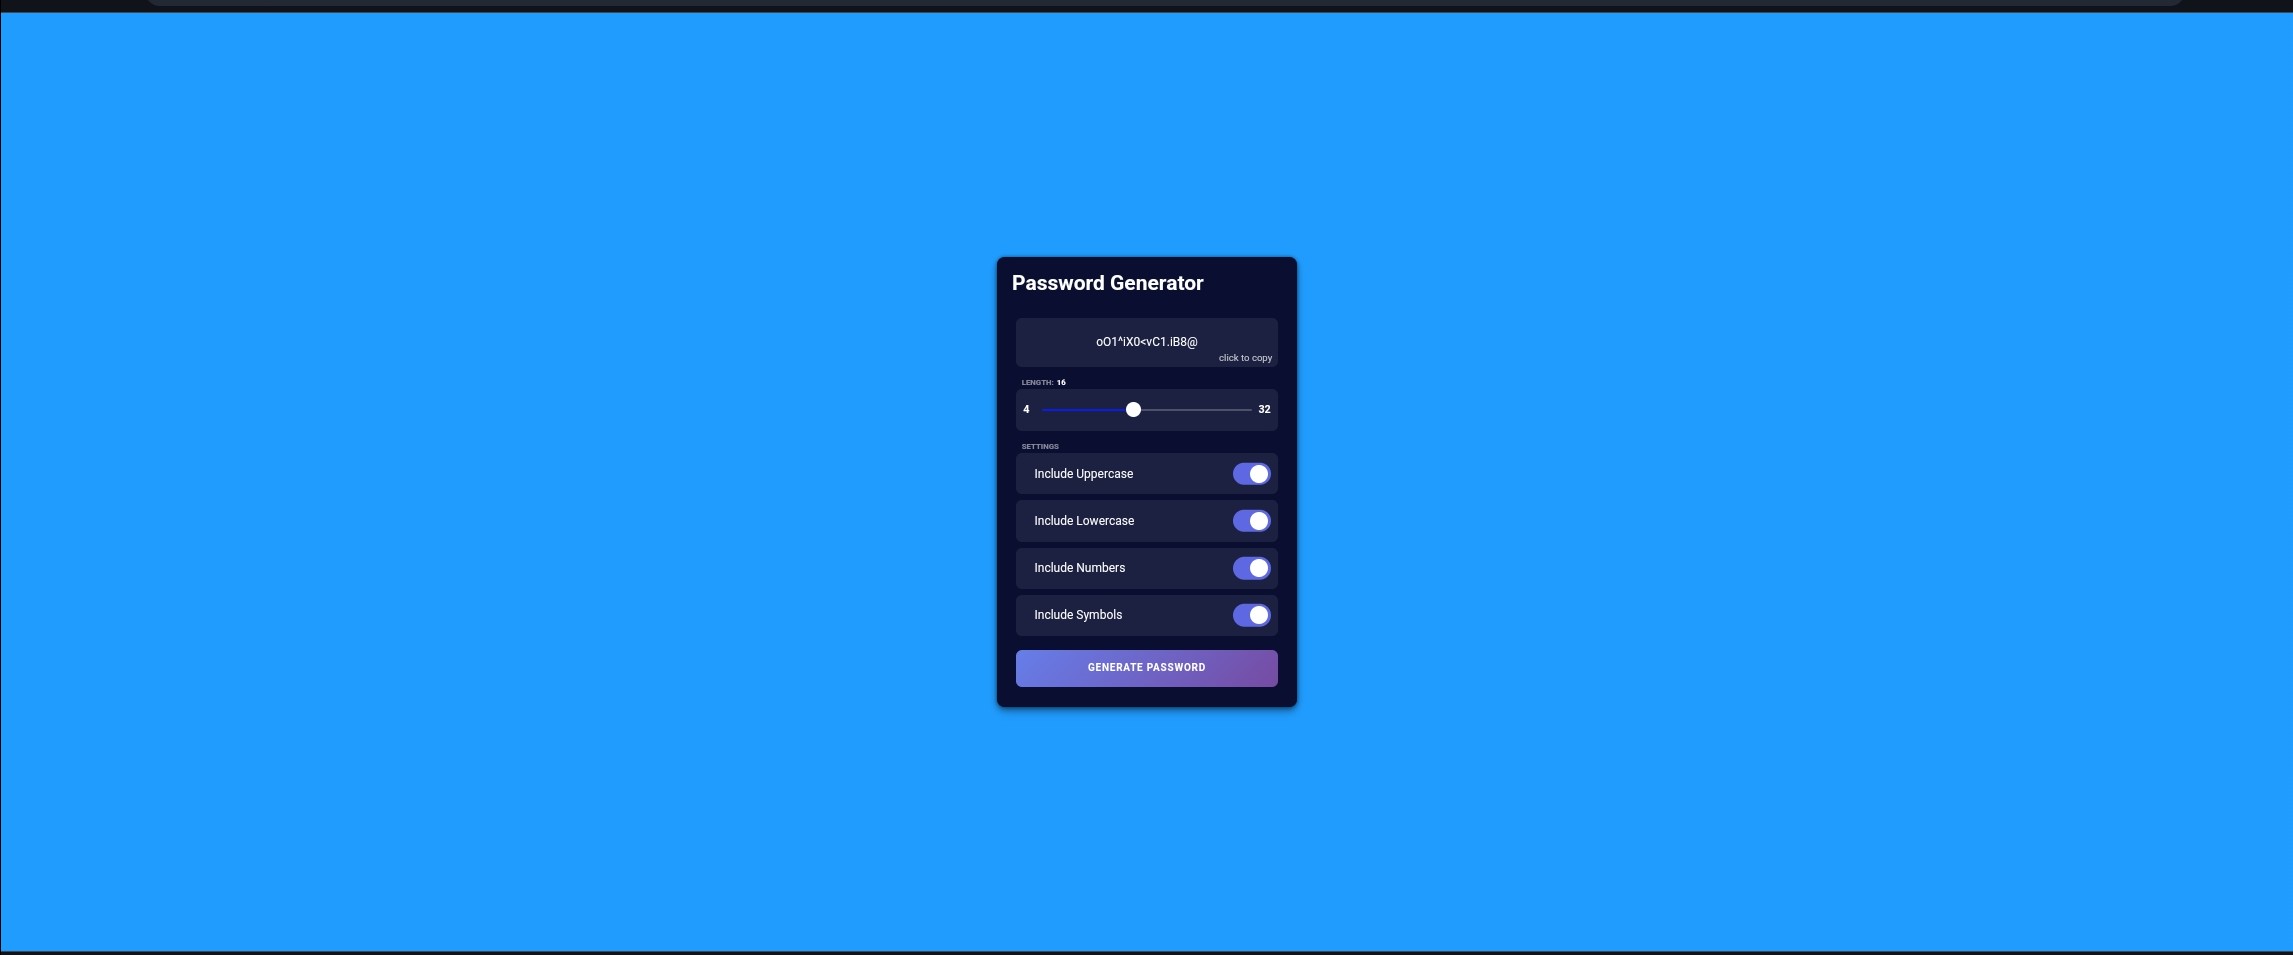 Password Generator
oO1^iX0<vC1.iB8@
click to copy
LENGTH: 16
4 32
SETTINGS
Include Uppercase
Include Lowercase
Include Numbers
Include Symbols
GENERATE PASSWORD